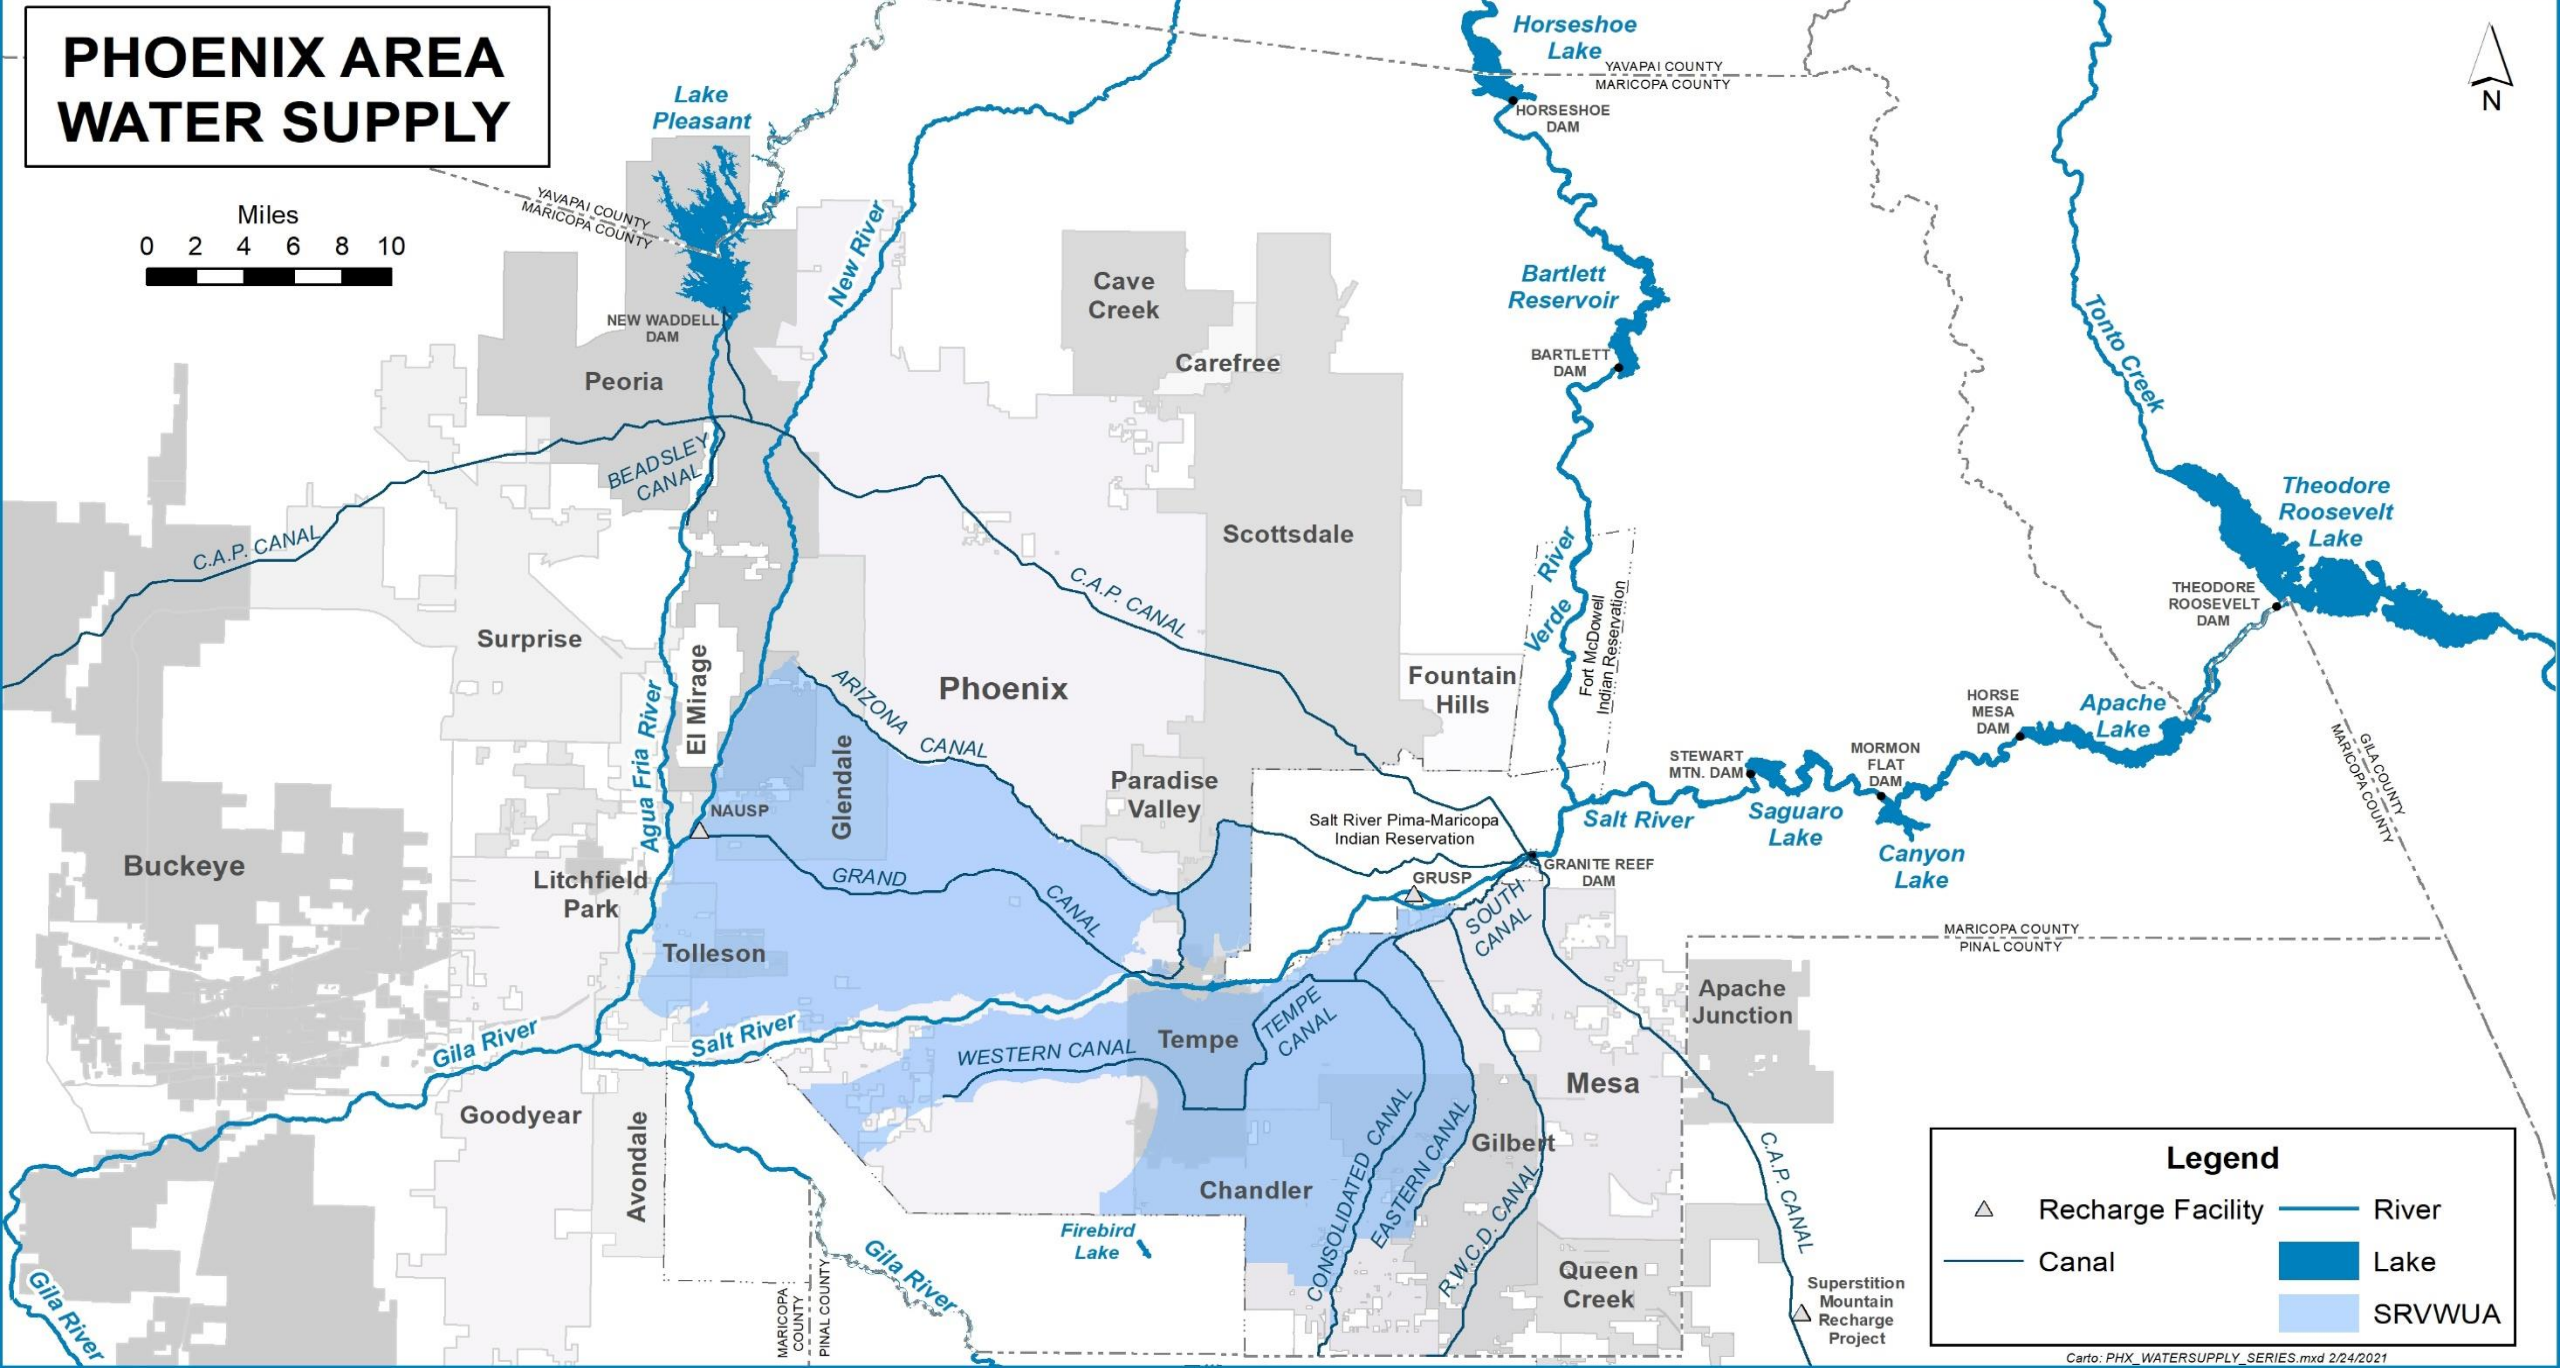 PHOENIX AREA
WATER SUPPLY
Miles
0 2 4 6 8 10
Lake
Pleasant
YAVAPAI COUNTY
MARICOPA COUNTY
NEW WADDELL
DAM
New River
Horseshoe
Lake
YAVAPAI COUNTY
MARICOPA COUNTY
HORSESHOE
DAM
N
Cave
Creek
Carefree
Bartlett
Reservoir
BARTLETT
DAM
Tonto Creek
Peoria
BEADSLEY
CANAL
C.A.P. CANAL
Scottsdale
Theodore
Roosevelt
Lake
THEODORE
ROOSEVELT
DAM
C.A.P. CANAL
Verde River
Fort McDowell
Indian Reservation
Surprise
El Mirage
Agua Fria River
ARIZONA CANAL
Phoenix
Fountain
Hills
HORSE
MESA
DAM
Apache
Lake
GILA COUNTY
MARICOPA COUNTY
STEWART
MTN. DAM
MORMON
FLAT
DAM
Paradise
Valley
Glendale
NAUSP
Salt River Pima-Maricopa
Indian Reservation
Salt River
Saguaro
Lake
Canyon
Lake
Buckeye
Litchfield
Park
GRAND CANAL
GRUSP
GRANITE REEF
DAM
SOUTH
CANAL
Tolleson
MARICOPA COUNTY
PINAL COUNTY
Apache
Junction
Gila River
Salt River
WESTERN CANAL
Tempe
TEMPE
CANAL
Mesa
Goodyear
Avondale
Chandler
Gilbert
CONSOLIDATED CANAL
EASTERN CANAL
R.W.C.D. CANAL
C.A.P. CANAL
Firebird
Lake
Gila River
Gila River
MARICOPA
COUNTY
PINAL COUNTY
Queen
Creek
Superstition
Mountain
Recharge
Project
Legend
Recharge Facility
River
Canal
Lake
SRVWUA
Carto: PHX_WATERSUPPLY_SERIES.mxd 2/24/2021